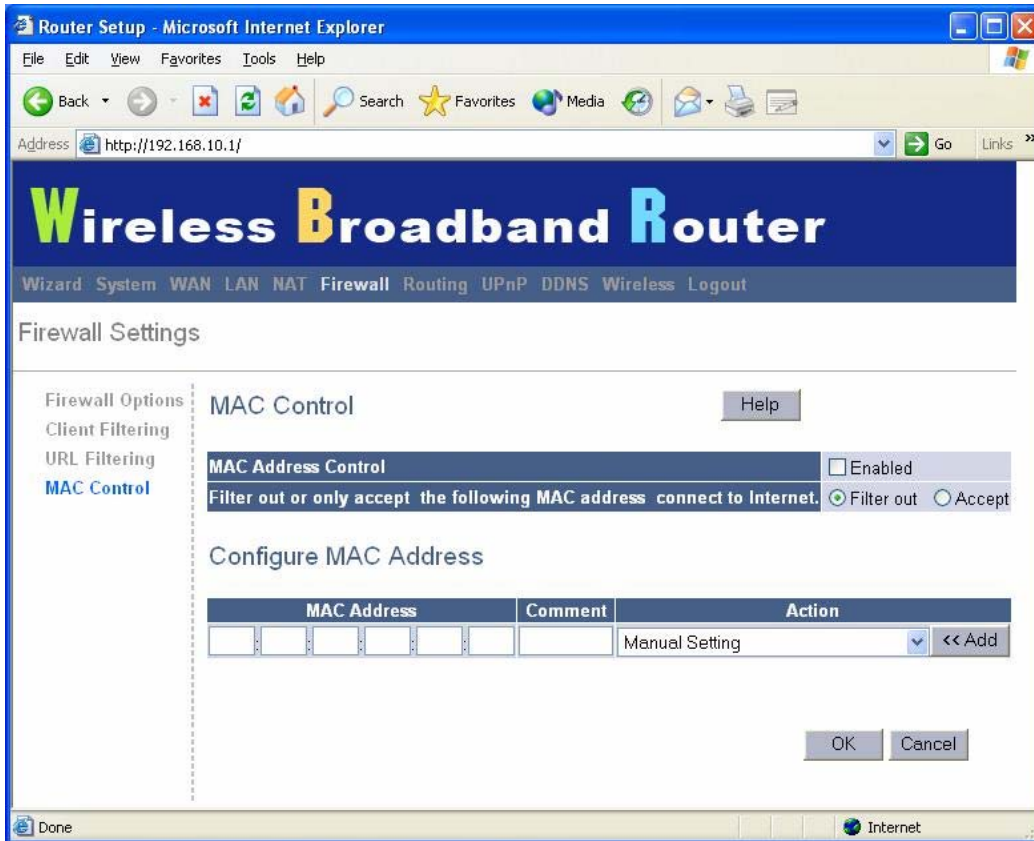 Router Setup - Microsoft Internet Explorer
File Edit View Favorites Tools Help
Back Search Favorites Media
Address http://192.168.10.1/ Go Links »
Wireless Broadband Router
Wizard System WAN LAN NAT Firewall Routing UPnP DDNS Wireless Logout
Firewall Settings
Firewall Options
Client Filtering
URL Filtering
MAC Control
MAC Control Help
MAC Address Control Enabled
Filter out or only accept the following MAC address connect to Internet. Filter out Accept
Configure MAC Address
MAC Address Comment Action
: : : : : Manual Setting << Add
OK Cancel
Done Internet